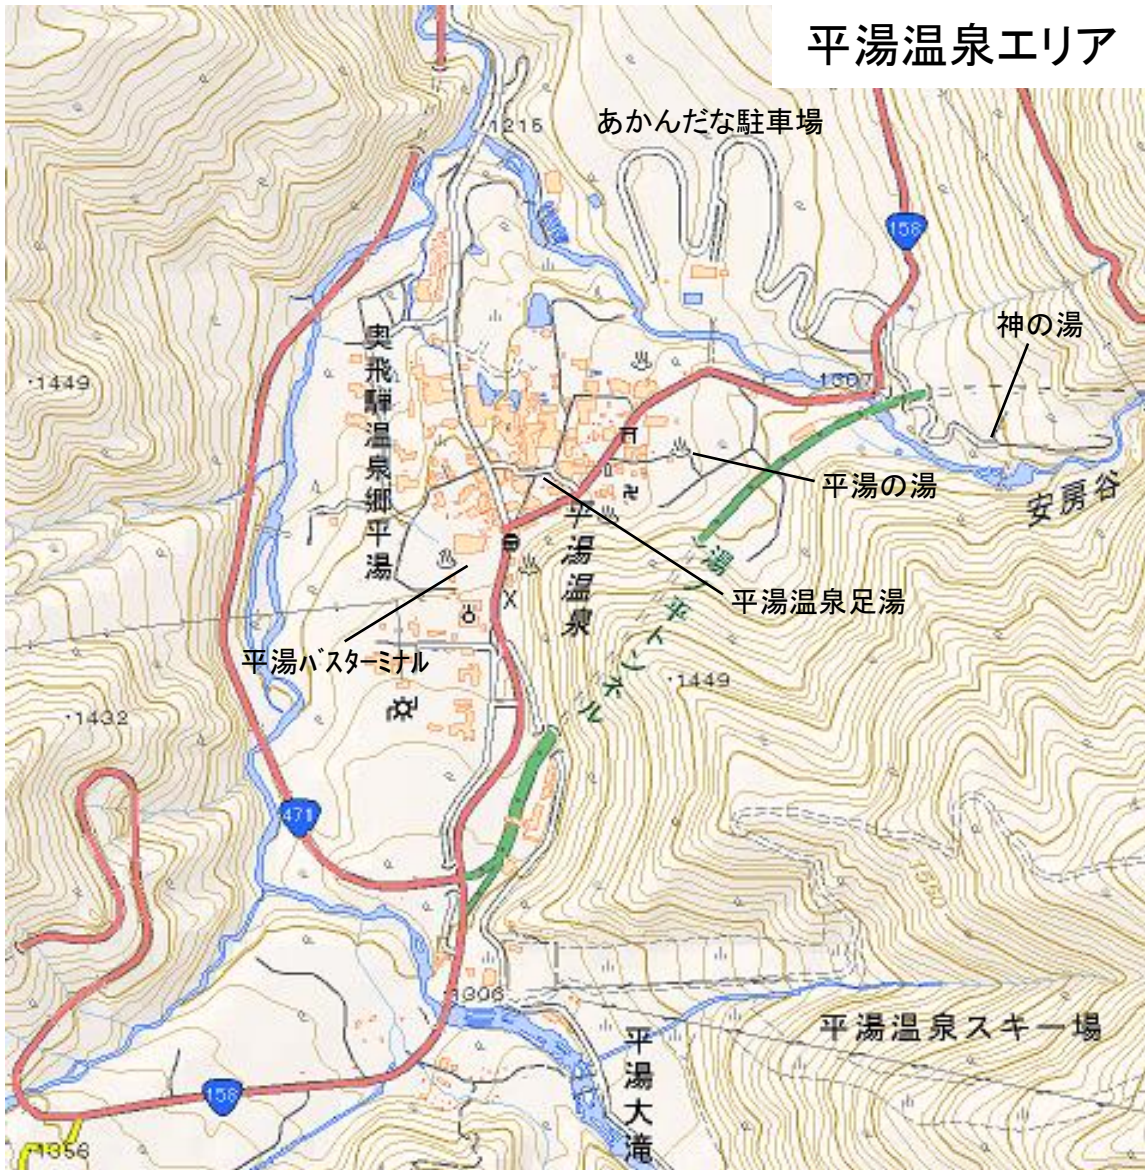 平湯温泉エリア
あかんだな駐車場
1215
158
神の湯
1449
1307
奥飛騨温泉郷平湯
平湯の湯
安房谷
平湯温泉
湯ノ平トンネル
平湯温泉足湯
平湯バスターミナル
1449
1432
471
1500
1306
平湯温泉スキー場
平湯大滝
158
1356